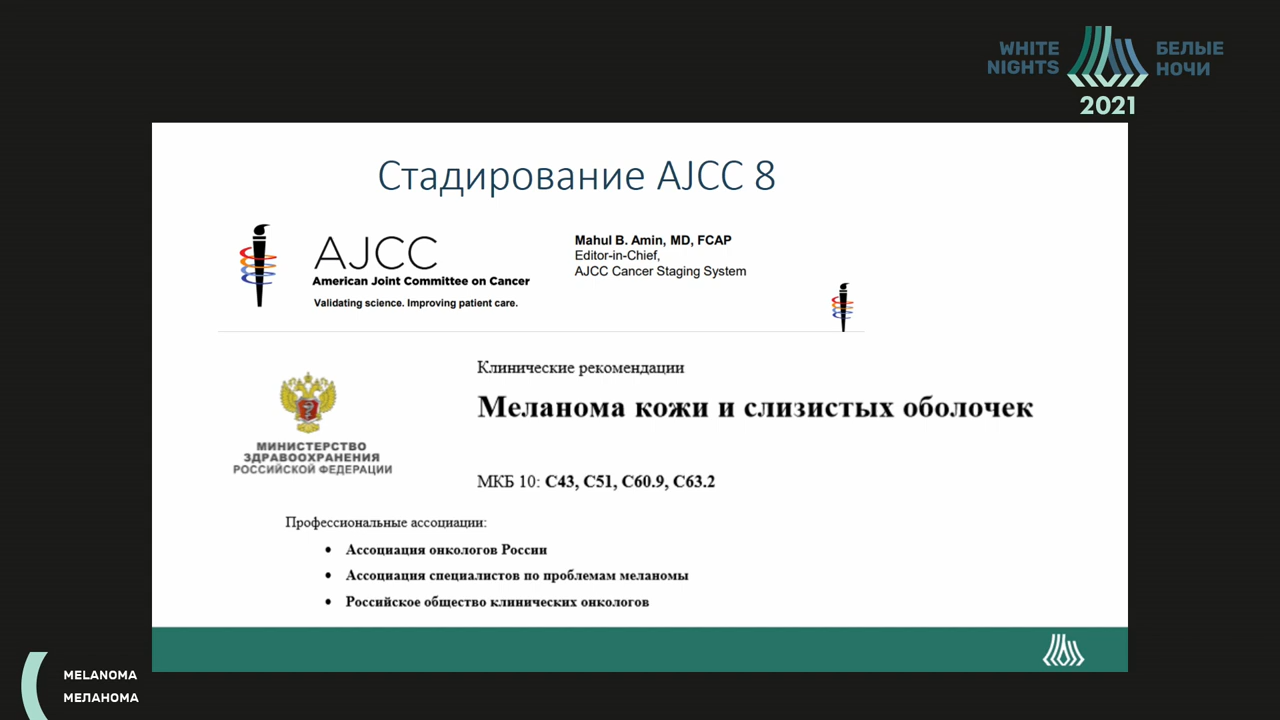 WHITE NIGHTS
БЕЛЫЕ НОЧИ
2021
Стадирование AJCC 8
AJCC
American Joint Committee on Cancer
Validating science. Improving patient care.
Mahul B. Amin, MD, FCAP
Editor-in-Chief,
AJCC Cancer Staging System
Клинические рекомендации
Меланома кожи и слизистых оболочек
МИНИСТЕРСТВО
ЗДРАВООХРАНЕНИЯ
РОССИЙСКОЙ ФЕДЕРАЦИИ
МКБ 10: C43, C51, C60.9, C63.2
Профессиональные ассоциации:
• Ассоциация онкологов России
• Ассоциация специалистов по проблемам меланомы
• Российское общество клинических онкологов
MELANOMA
МЕЛАНОМА